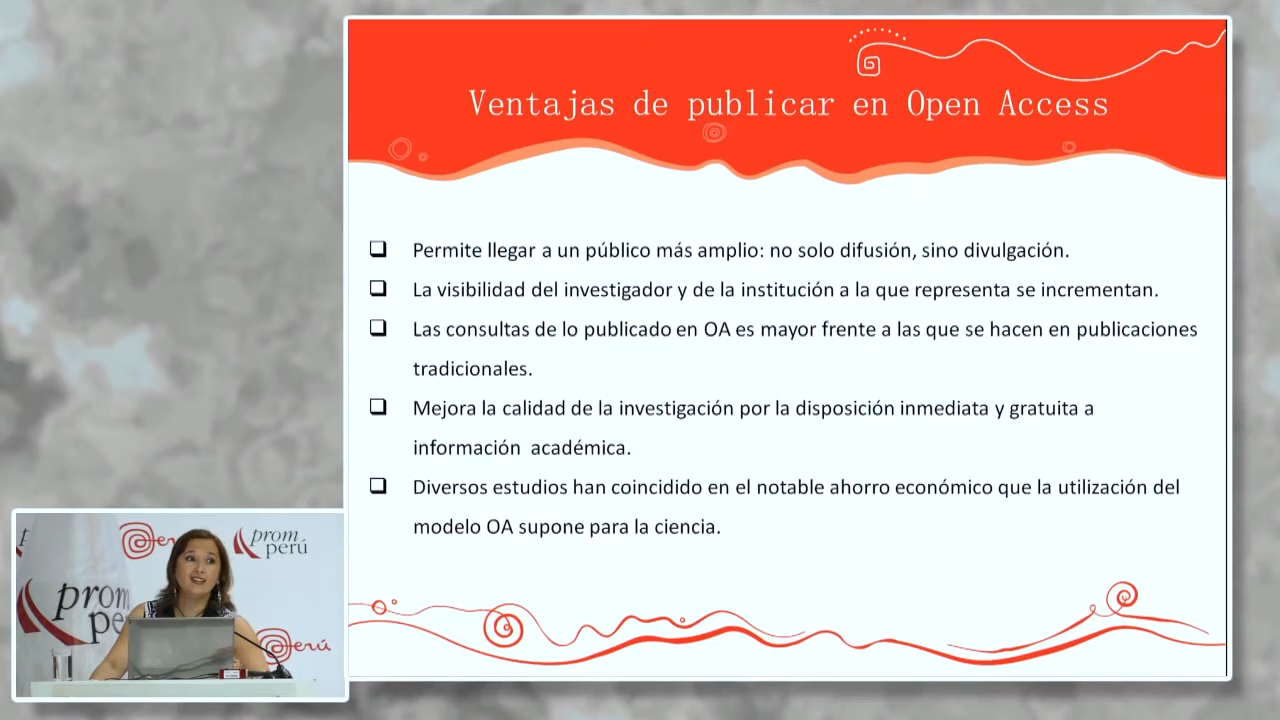 Ventajas de publicar en Open Access
Permite llegar a un público más amplio: no solo difusión, sino divulgación.
La visibilidad del investigador y de la institución a la que representa se incrementan.
Las consultas de lo publicado en OA es mayor frente a las que se hacen en publicaciones
tradicionales.
Mejora la calidad de la investigación por la disposición inmediata y gratuita a
información académica.
Diversos estudios han coincidido en el notable ahorro económico que la utilización del
modelo OA supone para la ciencia.
prom
perú
prom
pe
Perú